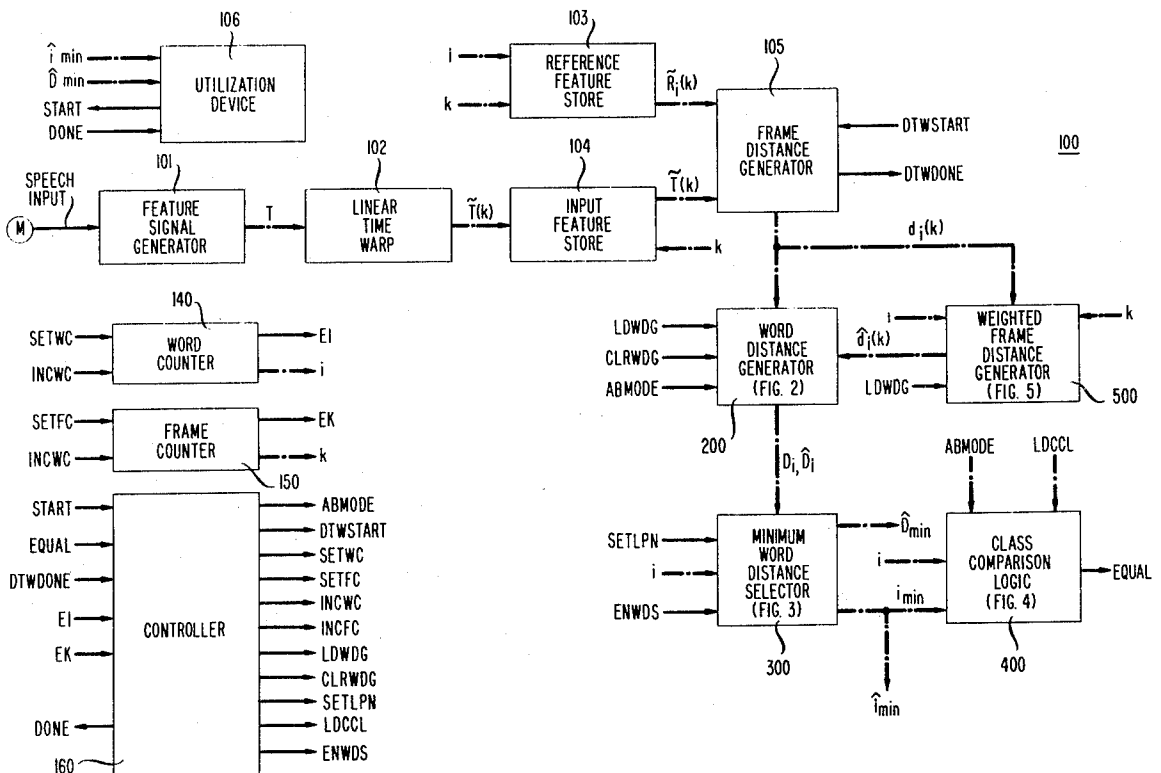 106
î min
D̂ min
START
DONE
UTILIZATION
DEVICE
103
i
k
REFERENCE
FEATURE
STORE
R̃i(k)
105
FRAME
DISTANCE
GENERATOR
DTWSTART
DTWDONE
100
SPEECH
INPUT
M
101
FEATURE
SIGNAL
GENERATOR
T
102
LINEAR
TIME
WARP
T̃(k)
104
INPUT
FEATURE
STORE
T̃(k)
k
di(k)
140
SETWC
INCWC
WORD
COUNTER
EI
i
LDWDG
CLRWDG
ABMODE
WORD
DISTANCE
GENERATOR
(FIG. 2)
200
d̂i(k)
i
LDWDG
WEIGHTED
FRAME
DISTANCE
GENERATOR
(FIG. 5)
k
500
SETFC
INCWC
FRAME
COUNTER
150
EK
k
Di, D̂i
ABMODE
LDCCL
START
EQUAL
DTWDONE
EI
EK
DONE
CONTROLLER
160
ABMODE
DTWSTART
SETWC
SETFC
INCWC
INCFC
LDWDG
CLRWDG
SETLPN
LDCCL
ENWDS
SETLPN
i
ENWDS
MINIMUM
WORD
DISTANCE
SELECTOR
(FIG. 3)
300
D̂min
imin
îmin
i
CLASS
COMPARISON
LOGIC
(FIG. 4)
400
EQUAL